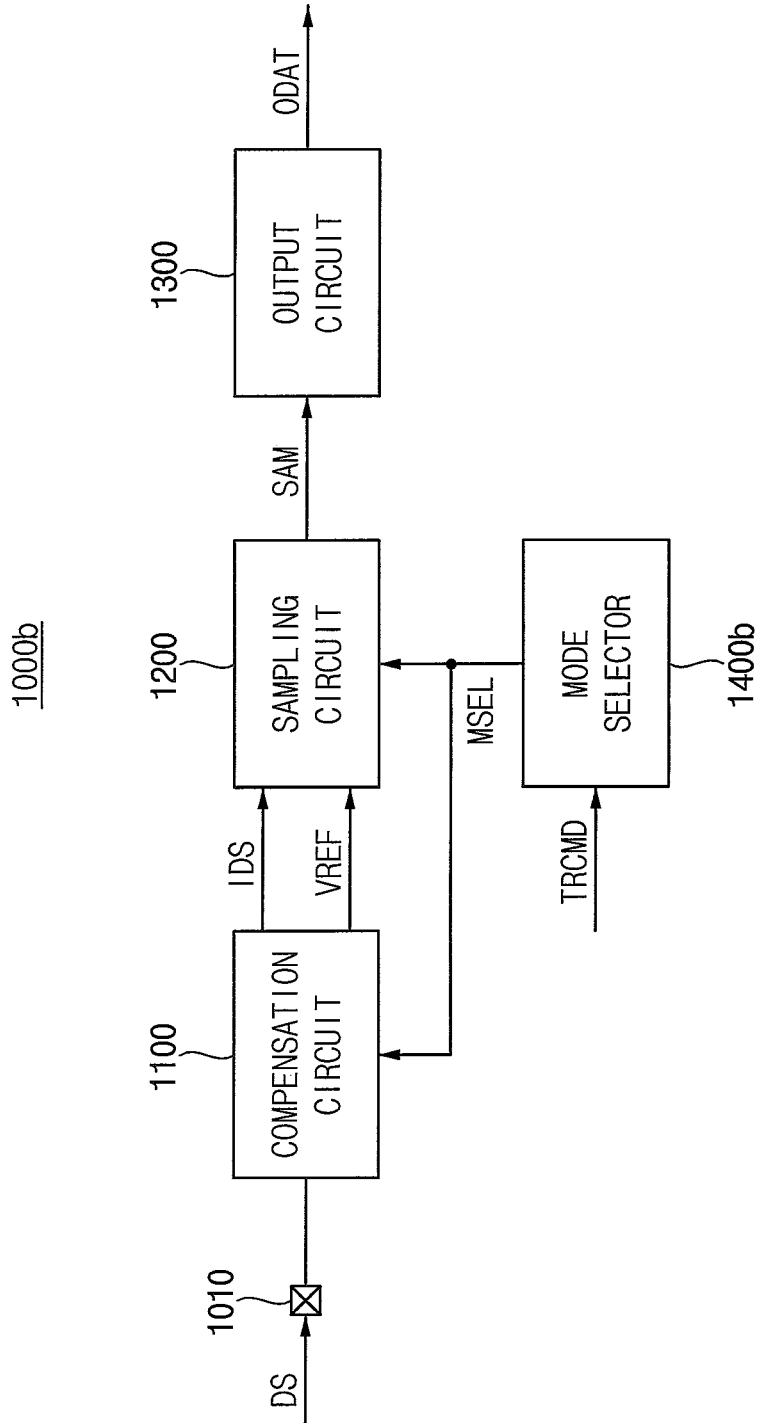 1000b
1100
1200
1300
DS
1010
COMPENSATION
CIRCUIT
IDS
VREF
SAMPLING
CIRCUIT
SAM
OUTPUT
CIRCUIT
ODAT
MSEL
TRCMD
MODE
SELECTOR
1400b